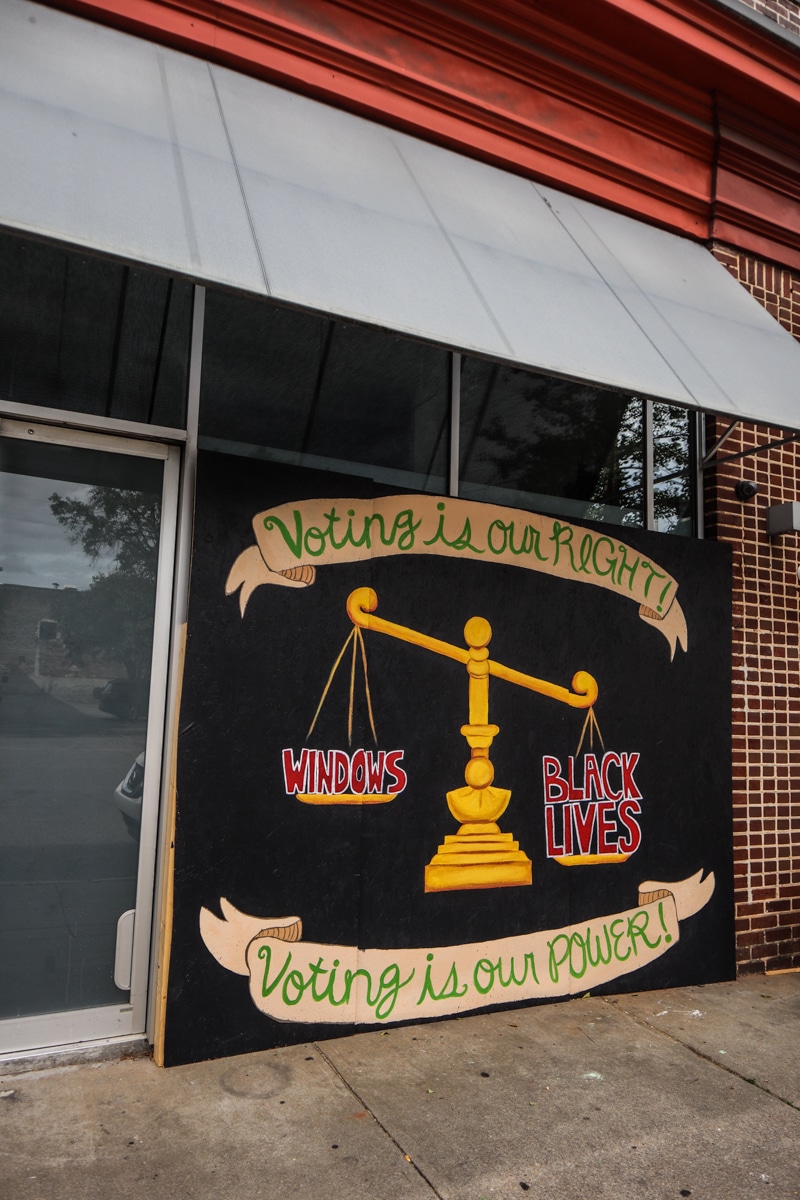 Voting is our RIGHT!
WINDOWS
BLACK
LIVES
Voting is our POWER!